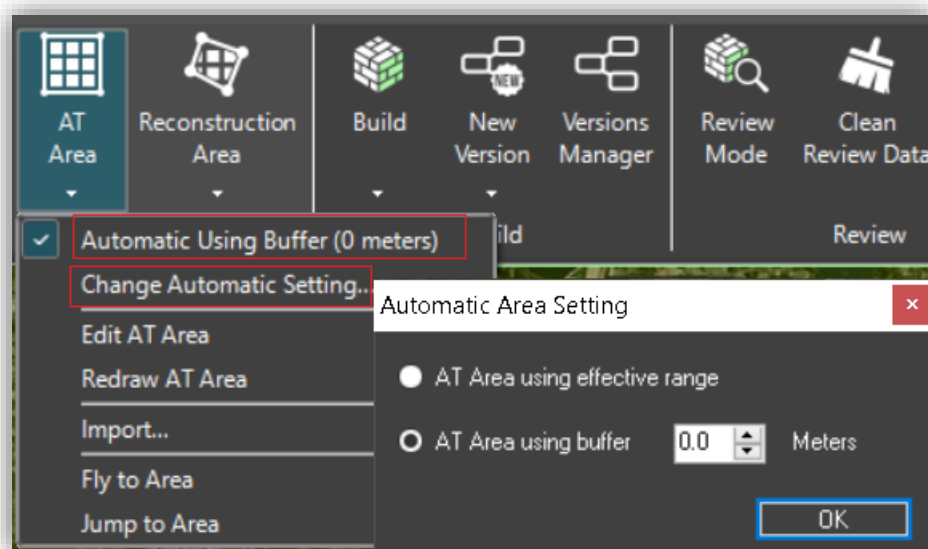 AT
Area
Reconstruction
Area
Build
New
Version
NEW
Versions
Manager
Review
Mode
Clean
Review Data
ild
Review
Automatic Using Buffer (0 meters)
Change Automatic Setting...
Edit AT Area
Redraw AT Area
Import...
Fly to Area
Jump to Area
Automatic Area Setting
AT Area using effective range
AT Area using buffer 0.0 Meters
OK